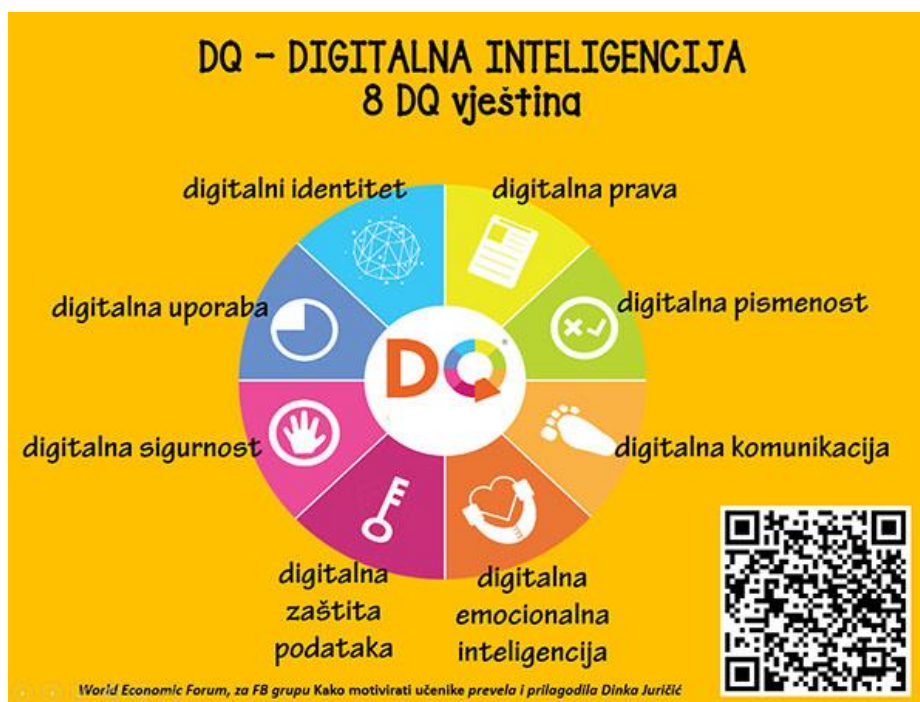 DQ – DIGITALNA INTELIGENCIJA
8 DQ vještina
digitalni identitet
digitalna prava
digitalna uporaba
digitalna pismenost
DQ
digitalna sigurnost
digitalna komunikacija
digitalna
zaštita
podataka
digitalna
emocionalna
inteligencija
World Economic Forum, za FB grupu Kako motivirati učenike prevela i prilagodila Dinka Juričić